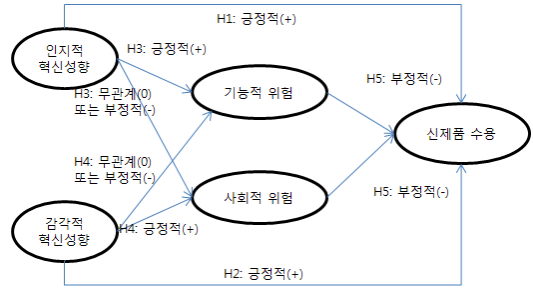 H1: 긍정적(+)
인지적
혁신성향
H3: 긍정적(+)
H3: 무관계(0)
또는 부정적(-)
기능적 위험
H5: 부정적(-)
신제품 수용
H4: 무관계(0)
또는 부정적(-)
사회적 위험
H5: 부정적(-)
감각적
혁신성향
H4: 긍정적(+)
H2: 긍정적(+)